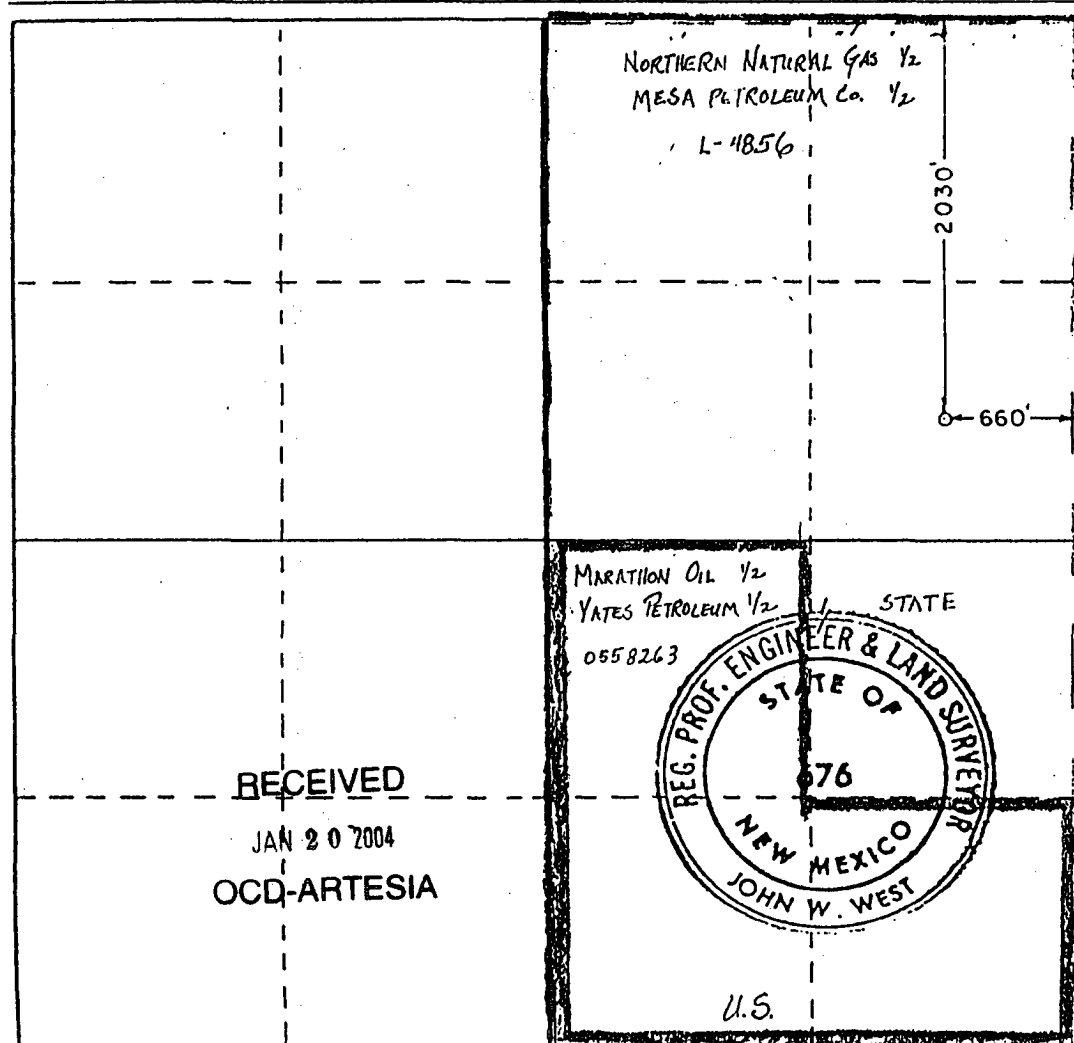 NORTHERN NATURAL GAS 1/2
MESA PETROLEUM Co. 1/2
L-4856
2030'
660'
MARATHON OIL 1/2
YATES PETROLEUM 1/2
STATE
0558263
REG. PROF. ENGINEER & LAND SURVEYOR
STATE OF
676
NEW MEXICO
JOHN W. WEST
RECEIVED
JAN 20 2004
OCD-ARTESIA
U.S.